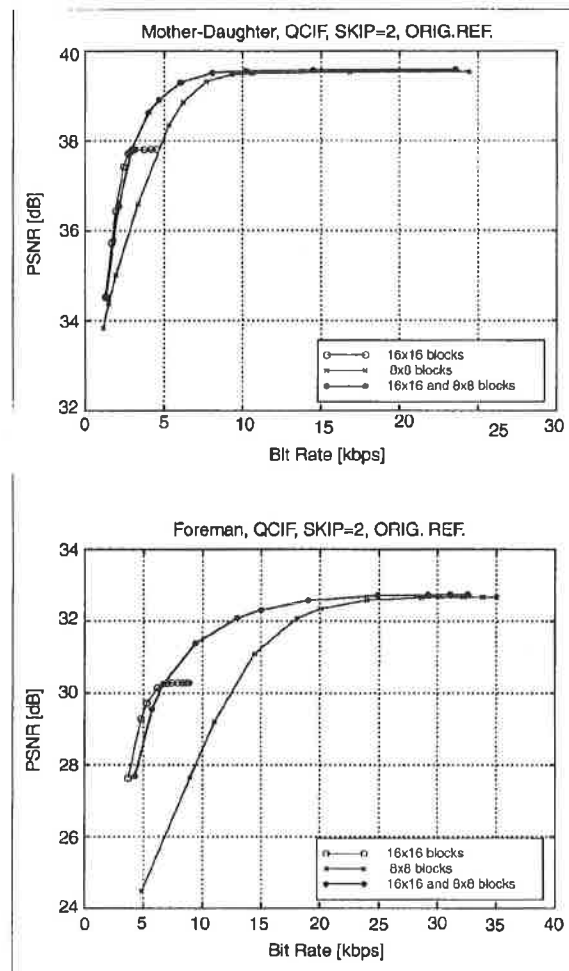 Mother-Daughter, QCIF, SKIP=2, ORIG.REF.
40
38
36
34
32
PSNR [dB]
16x16 blocks
8x8 blocks
16x16 and 8x8 blocks
0 5 10 15 20 25 30
Bit Rate [kbps]
Foreman, QCIF, SKIP=2, ORIG. REF.
34
32
30
28
26
24
PSNR [dB]
16x16 blocks
8x8 blocks
16x16 and 8x8 blocks
0 5 10 15 20 25 30 35 40
Bit Rate [kbps]